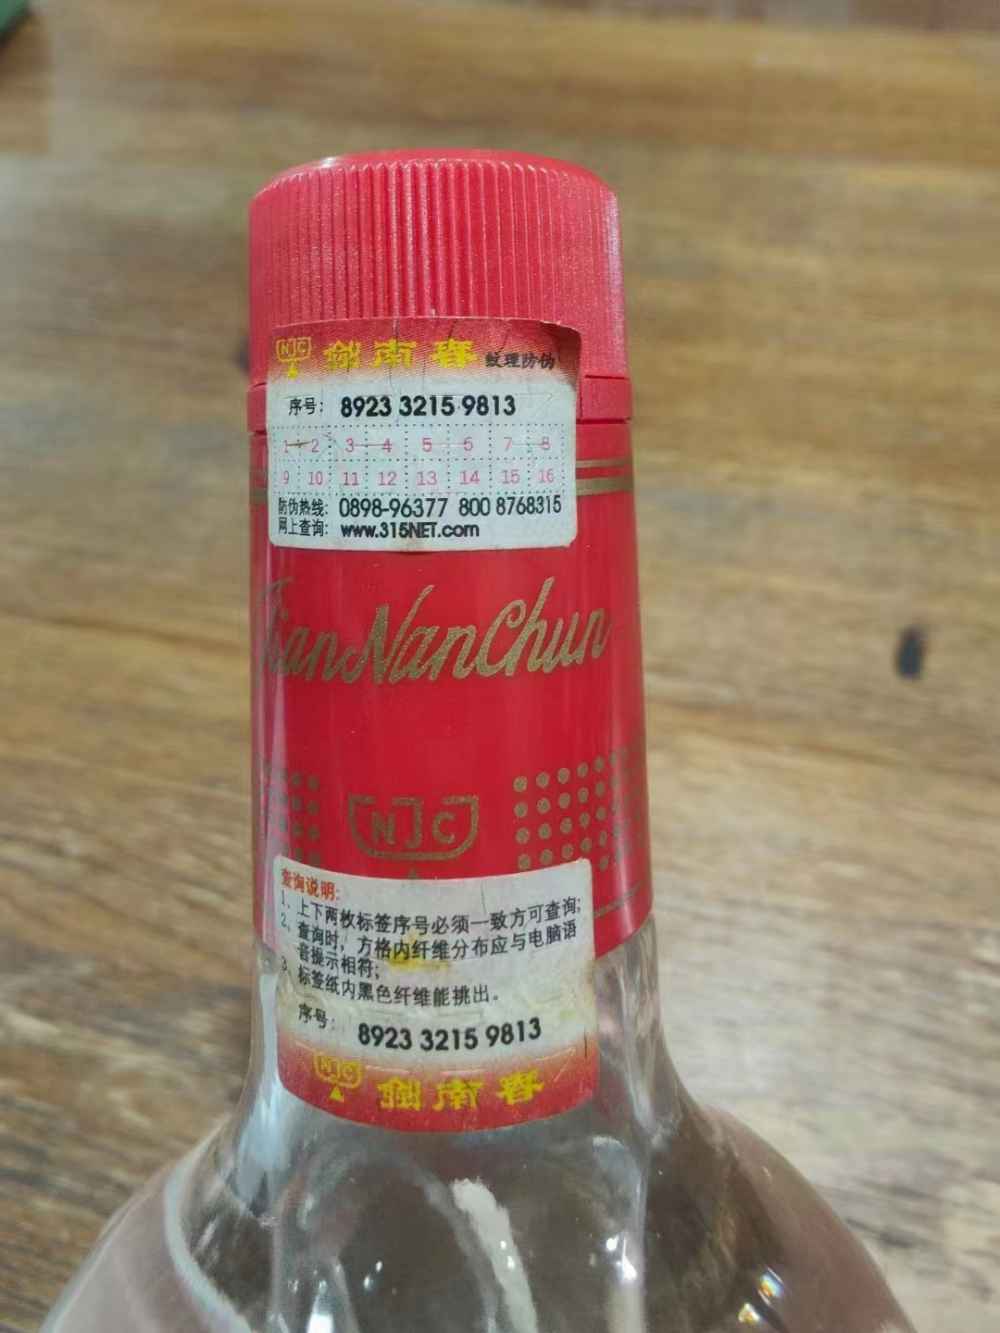 NJC 剑南春 纹理防伪
序号: 8923 3215 9813
1 2 3 4 5 6 7 8
9 10 11 12 13 14 15 16
防伪热线: 0898-96377 800 8768315
网上查询: www.315NET.com
JianNanChun
NJC
查询说明:
1、上下两枚标签序号必须一致方可查询;
2、查询时，方格内纤维分布应与电脑语
音提示相符;
3、标签纸内黑色纤维能挑出。
序号: 8923 3215 9813
NJC 剑南春